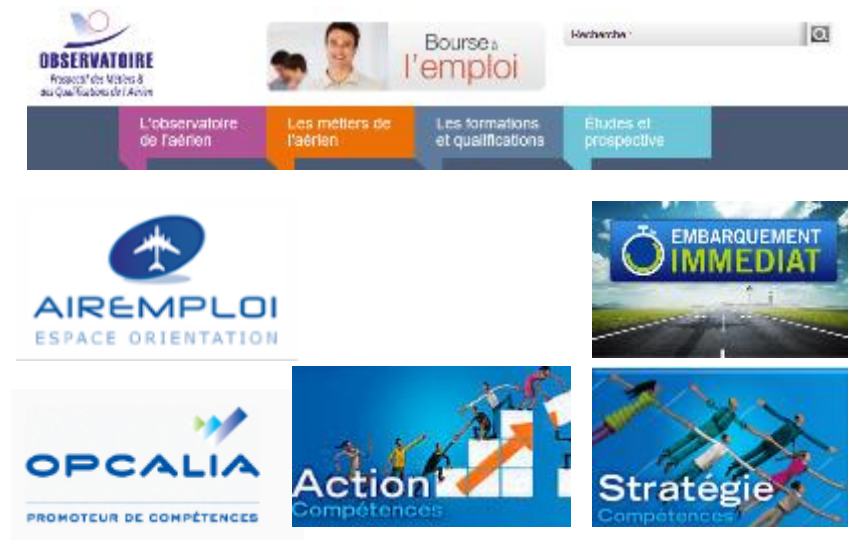 OBSERVATOIRE
Prospectif des Métiers &
des Qualifications de l'Aérien
Bourse à
l'emploi
Recherche :
L'observatoire
de l'aérien
Les métiers de
l'aérien
Les formations
et qualifications
Études et
prospective
AIREMPLOI
ESPACE ORIENTATION
EMBARQUEMENT
IMMEDIAT
OPCALIA
PROMOTEUR DE COMPÉTENCES
Action
Compétences
Stratégie
Compétences